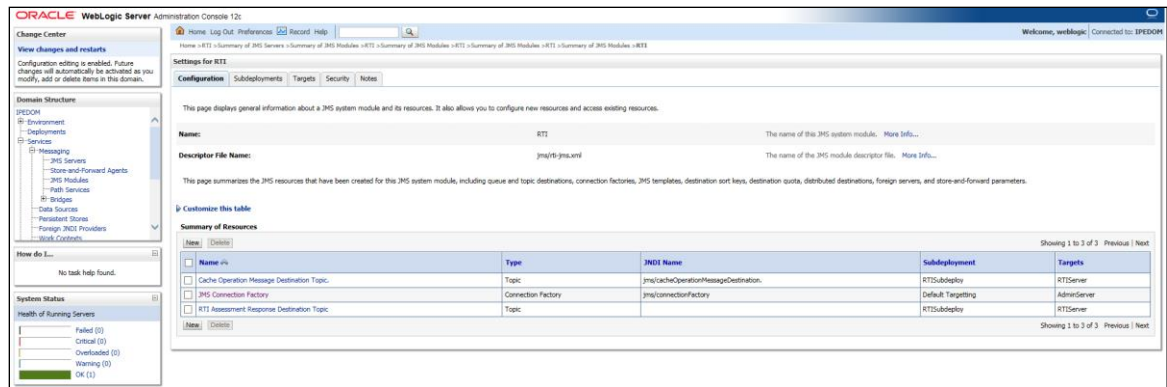 ORACLE WebLogic Server Administration Console 12c
Change Center
View changes and restarts
Configuration editing is enabled. Future
changes will automatically be activated as you
modify, add or delete items in this domain.
Domain Structure
IPEDOM
Environment
Deployments
Services
Messaging
JMS Servers
Store-and-Forward Agents
JMS Modules
Path Services
Bridges
Data Sources
Persistent Stores
Foreign JNDI Providers
Work Contexts
How do I...
No task help found.
System Status
Health of Running Servers
Failed (0)
Critical (0)
Overloaded (0)
Warning (0)
OK (1)
Home Log Out Preferences Record Help
Welcome, weblogic Connected to: IPEDOM
Home >RTI >Summary of JMS Servers >Summary of JMS Modules >RTI >Summary of JMS Modules >RTI >Summary of JMS Modules >RTI >Summary of JMS Modules >RTI
Settings for RTI
Configuration Subdeployments Targets Security Notes
This page displays general information about a JMS system module and its resources. It also allows you to configure new resources and access existing resources.
Name: RTI The name of this JMS system module. More Info...
Descriptor File Name: jms/rti-jms.xml The name of the JMS module descriptor file. More Info...
This page summarizes the JMS resources that have been created for this JMS system module, including queue and topic destinations, connection factories, JMS templates, destination sort keys, destination quota, distributed destinations, foreign servers, and store-and-forward parameters.
Customize this table
Summary of Resources
New Delete Showing 1 to 3 of 3 Previous | Next
Name Type JNDI Name Subdeployment Targets
Cache Operation Message Destination Topic. Topic jms/cacheOperationMessageDestination. RTISubdeploy RTIServer
JMS Connection Factory Connection Factory jms/connectionFactory Default Targetting AdminServer
RTI Assessment Response Destination Topic Topic RTISubdeploy RTIServer
New Delete Showing 1 to 3 of 3 Previous | Next